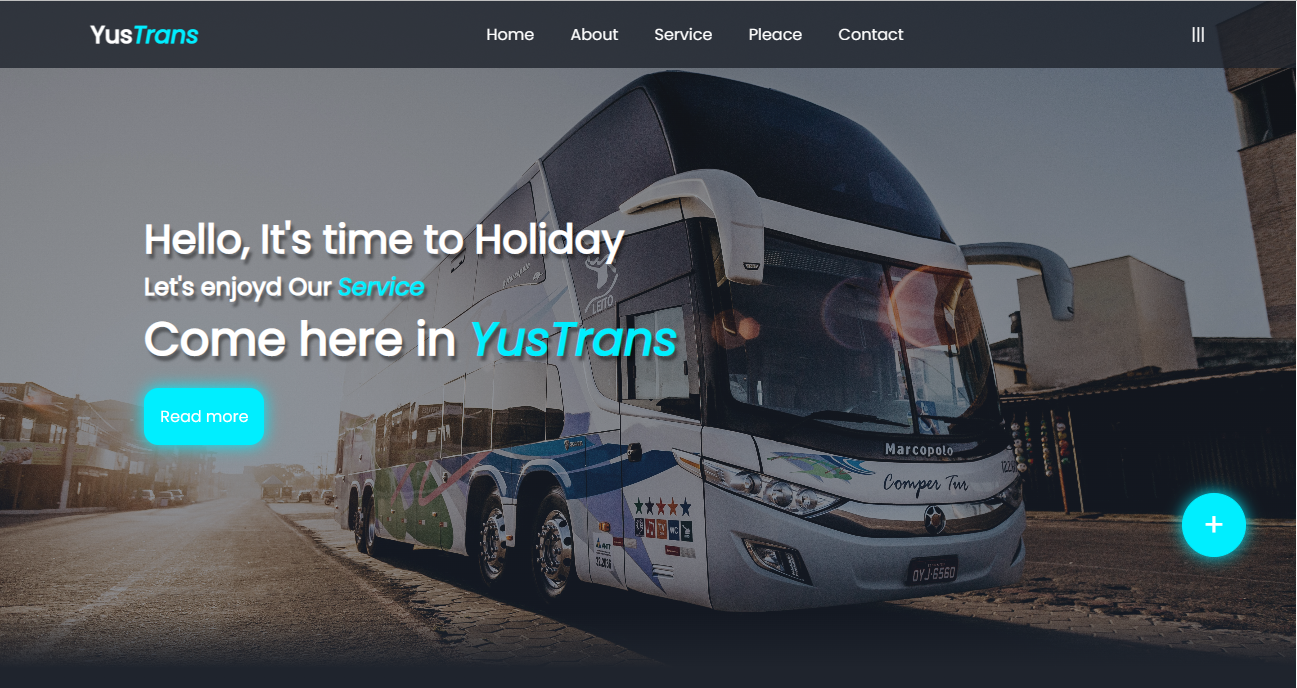 YusTrans
Home About Service Pleace Contact
Hello, It's time to Holiday
Let's enjoyd Our Service
Come here in YusTrans
Read more
+
LEITO
Marcopolo
Comper Tur
WC
OYJ-6560